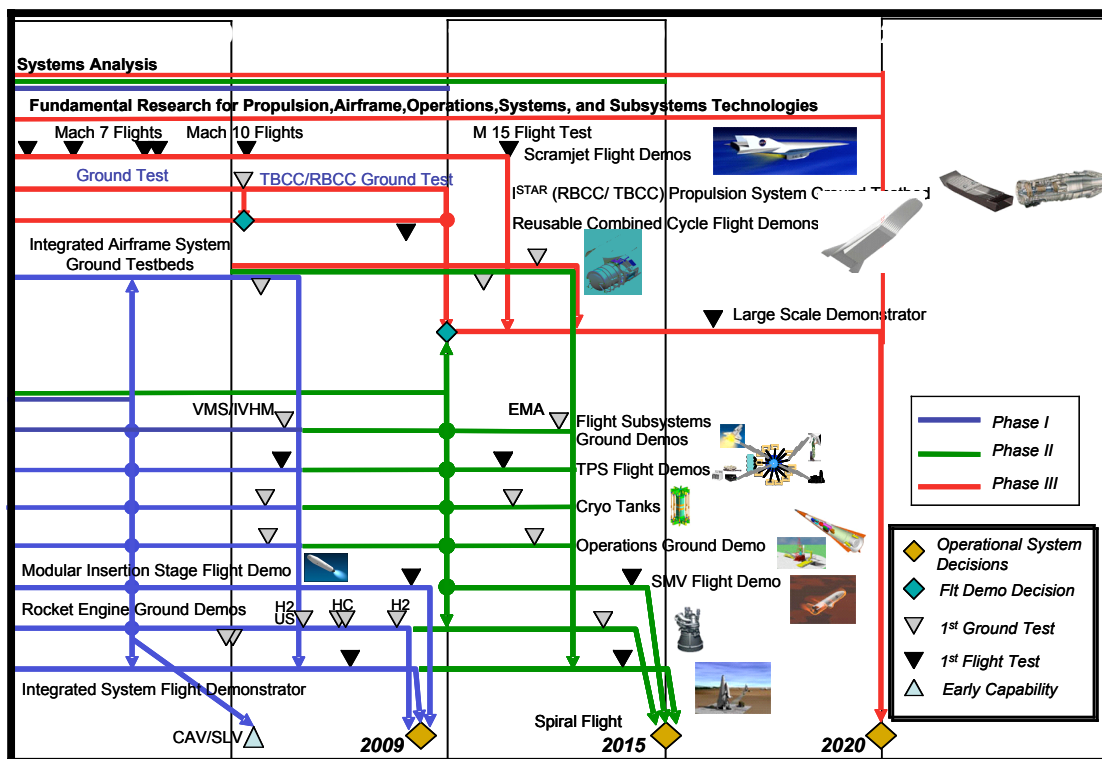 Systems Analysis
Fundamental Research for Propulsion,Airframe,Operations,Systems, and Subsystems Technologies
Mach 7 Flights
Mach 10 Flights
M 15 Flight Test
Scramjet Flight Demos
Ground Test
TBCC/RBCC Ground Test
ISTAR (RBCC/ TBCC) Propulsion System Ground Testbed
Reusable Combined Cycle Flight Demons
Integrated Airframe System
Ground Testbeds
Large Scale Demonstrator
VMS/IVHM
EMA
Flight Subsystems
Ground Demos
TPS Flight Demos
Cryo Tanks
Operations Ground Demo
Modular Insertion Stage Flight Demo
SMV Flight Demo
Rocket Engine Ground Demos
H2
US
HC
H2
Integrated System Flight Demonstrator
CAV/SLV
Spiral Flight
2009
2015
2020
Phase I
Phase II
Phase III
Operational System
Decisions
Flt Demo Decision
1st Ground Test
1st Flight Test
Early Capability